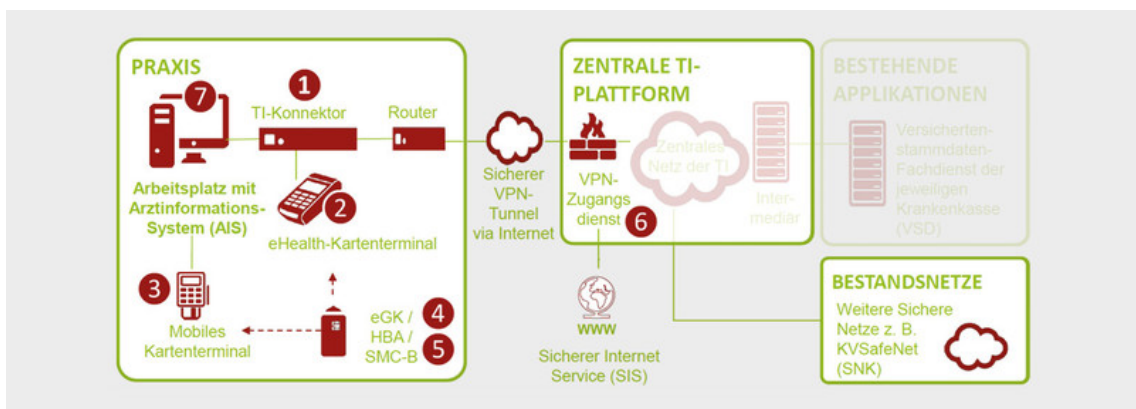 PRAXIS
7
1
TI-Konnektor
Router
Arbeitsplatz mit
Arztinformations-
System (AIS)
2
eHealth-Kartenterminal
3
Mobiles
Kartenterminal
eGK /
4
HBA /
SMC-B
5
Sicherer
VPN-
Tunnel
via Internet
ZENTRALE TI-
PLATTFORM
VPN-
Zugangs
dienst
6
Zentrales
Netz der TI
Inter-
mediär
www
Sicherer Internet
Service (SIS)
BESTEHENDE
APPLIKATIONEN
Versicherten-
stammdaten-
Fachdienst der
jeweiligen
Krankenkasse
(VSD)
BESTANDSNETZE
Weitere Sichere
Netze z. B.
KVSafeNet
(SNK)